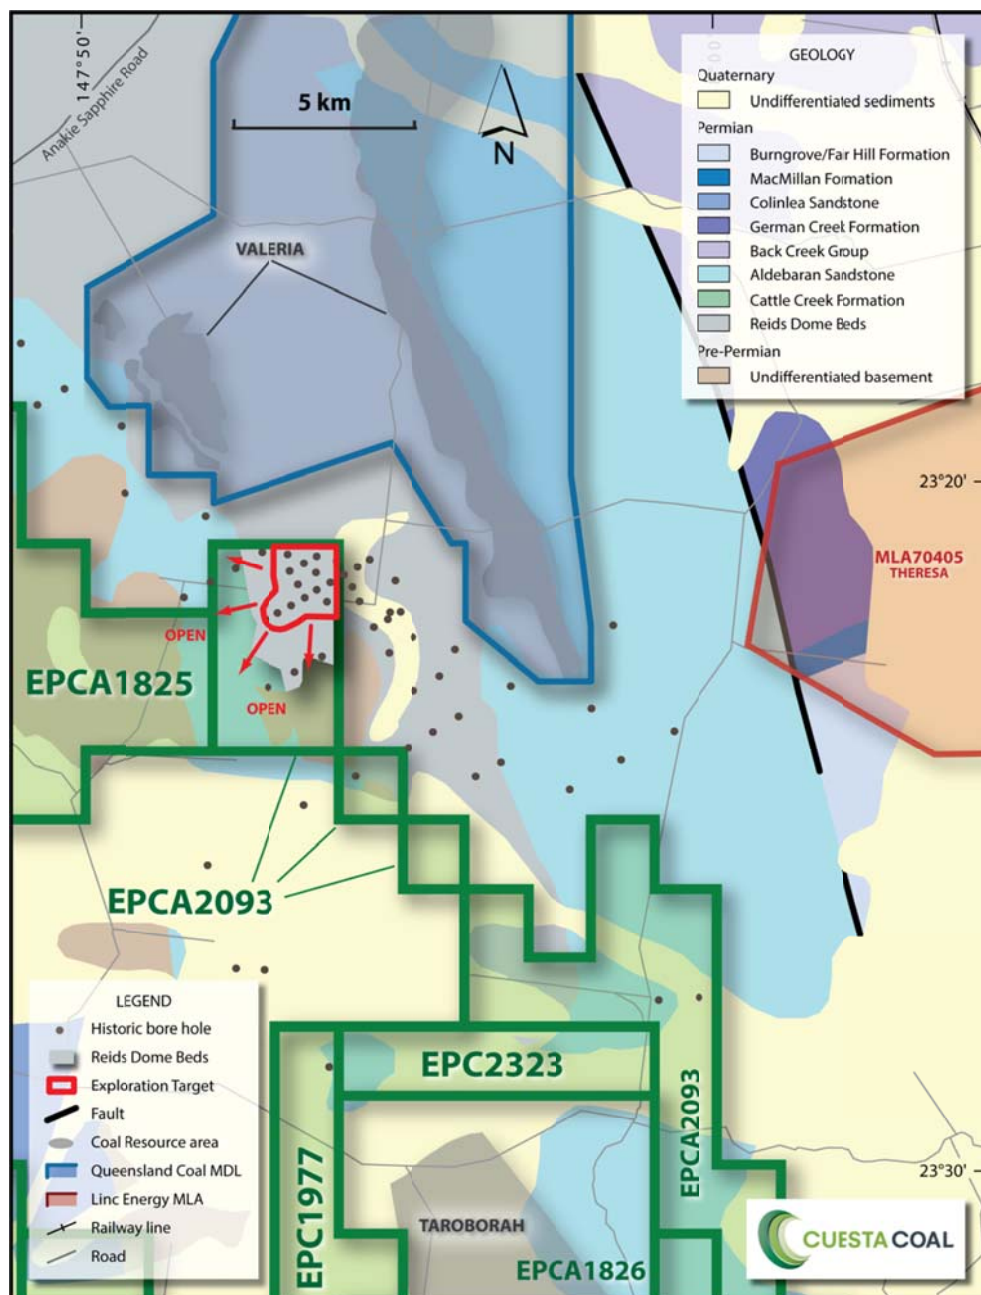 147°50'
00'
Anakie Sapphire Road
5 km
N
VALERIA
GEOLOGY
Quaternary
Undifferentiated sediments
Permian
Burngrove/Fair Hill Formation
MacMillan Formation
Colinlea Sandstone
German Creek Formation
Back Creek Group
Aldebaran Sandstone
Cattle Creek Formation
Reids Dome Beds
Pre-Permian
Undifferentiated basement
23°20'
MLA70405
THERESA
OPEN
EPCA1825
OPEN
EPCA2093
LEGEND
Historic bore hole
Reids Dome Beds
Exploration Target
Fault
Coal Resource area
Queensland Coal MDL
Linc Energy MLA
Railway line
Road
EPC2323
EPCA2093
EPC1977
23°30'
TAROBORAH
EPCA1826
CUESTA COAL